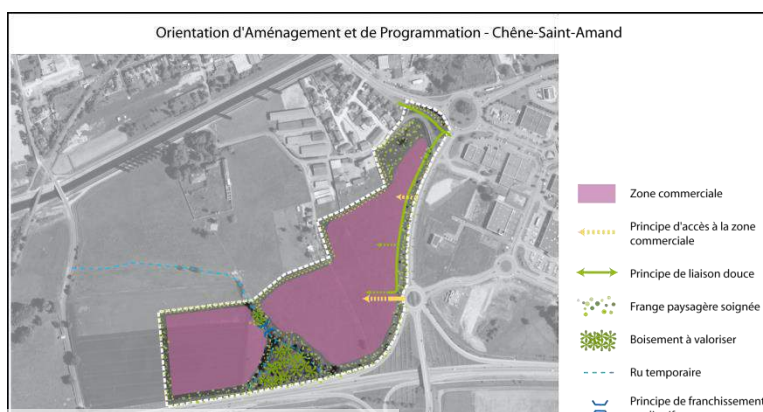 Orientation d'Aménagement et de Programmation - Chêne-Saint-Amand
Zone commerciale
Principe d'accès à la zone
commerciale
Principe de liaison douce
Frange paysagère soignée
Boisement à valoriser
Ru temporaire
Principe de franchissement